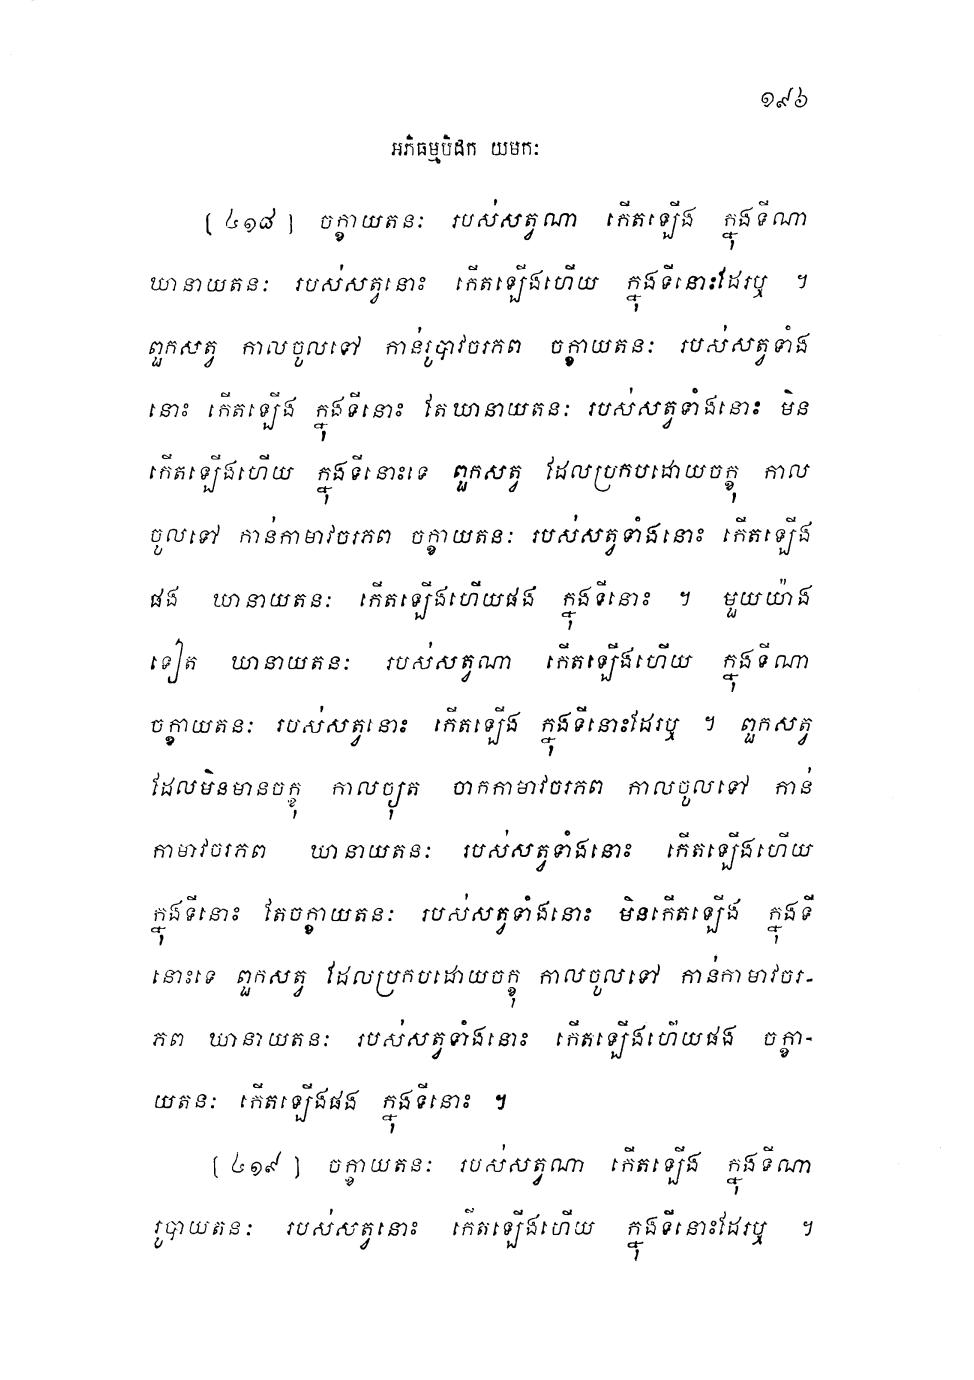 ១៩៦
អភិធម្មបិដក យមកៈ
[៤១៨] ចក្ខាយតនៈ របស់សត្វណា កើតឡើង ក្នុងទីណា
ឃានាយតនៈ របស់សត្វនោះ កើតឡើងហើយ ក្នុងទីនោះដែរឬ ។
ពួកសត្វ កាលចូលទៅ កាន់រូបាវចរភព ចក្ខាយតនៈ របស់សត្វទាំង
នោះ កើតឡើង ក្នុងទីនោះ តែឃានាយតនៈ របស់សត្វទាំងនោះ មិន
កើតឡើងហើយ ក្នុងទីនោះទេ ពួកសត្វ ដែលប្រកបដោយចក្ខុ កាល
ចូលទៅ កាន់កាមាវចរភព ចក្ខាយតនៈ របស់សត្វទាំងនោះ កើតឡើង
ផង ឃានាយតនៈ កើតឡើងហើយផង ក្នុងទីនោះ ។ មួយយ៉ាង
ទៀត ឃានាយតនៈ របស់សត្វណា កើតឡើងហើយ ក្នុងទីណា
ចក្ខាយតនៈ របស់សត្វនោះ កើតឡើង ក្នុងទីនោះដែរឬ ។ ពួកសត្វ
ដែលមិនមានចក្ខុ កាលច្យុត ចាកកាមាវចរភព កាលចូលទៅ កាន់
កាមាវចរភព ឃានាយតនៈ របស់សត្វទាំងនោះ កើតឡើងហើយ
ក្នុងទីនោះ តែចក្ខាយតនៈ របស់សត្វទាំងនោះ មិនកើតឡើង ក្នុងទី
នោះទេ ពួកសត្វ ដែលប្រកបដោយចក្ខុ កាលចូលទៅ កាន់កាមាវចរ-
ភព ឃានាយតនៈ របស់សត្វទាំងនោះ កើតឡើងហើយផង ចក្ខា-
យតនៈ កើតឡើងផង ក្នុងទីនោះ ។
[៤១៩] ចក្ខាយតនៈ របស់សត្វណា កើតឡើង ក្នុងទីណា
រូបាយតនៈ របស់សត្វនោះ កើតឡើងហើយ ក្នុងទីនោះដែរឬ ។